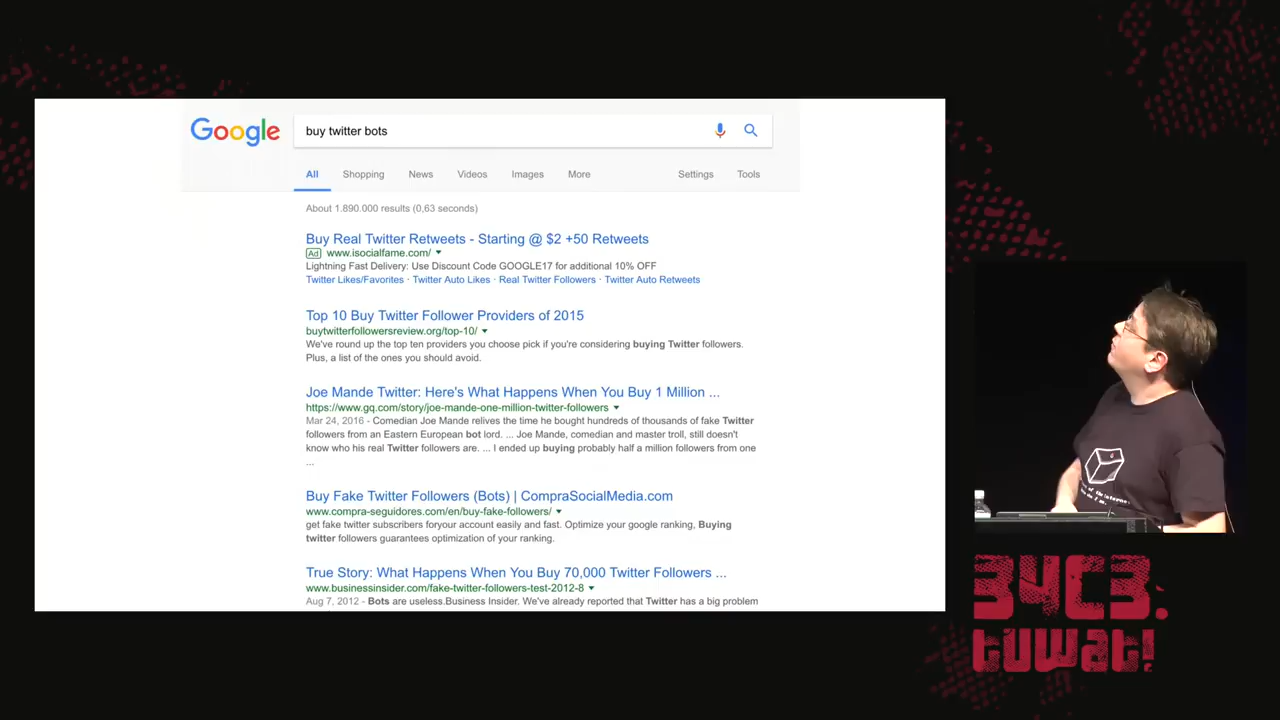 Google
buy twitter bots
All Shopping News Videos Images More Settings Tools
About 1.890.000 results (0,63 seconds)
Buy Real Twitter Retweets - Starting @ $2 +50 Retweets
Ad www.isocialfame.com/
Lightning Fast Delivery: Use Discount Code GOOGLE17 for additional 10% OFF
Twitter Likes/Favorites · Twitter Auto Likes · Real Twitter Followers · Twitter Auto Retweets
Top 10 Buy Twitter Follower Providers of 2015
buytwitterfollowersreview.org/top-10/
We've round up the top ten providers you choose pick if you're considering buying Twitter followers.
Plus, a list of the ones you should avoid.
Joe Mande Twitter: Here's What Happens When You Buy 1 Million ...
https://www.gq.com/story/joe-mande-one-million-twitter-followers
Mar 24, 2016 - Comedian Joe Mande relives the time he bought hundreds of thousands of fake Twitter
followers from an Eastern European bot lord. ... Joe Mande, comedian and master troll, still doesn't
know who his real Twitter followers are. ... I ended up buying probably half a million followers from one
...
Buy Fake Twitter Followers (Bots) | CompraSocialMedia.com
www.compra-seguidores.com/en/buy-fake-followers/
get fake twitter subscribers foryour account easily and fast. Optimize your google ranking, Buying
twitter followers guarantees optimization of your ranking.
True Story: What Happens When You Buy 70,000 Twitter Followers ...
www.businessinsider.com/fake-twitter-followers-test-2012-8
Aug 7, 2012 - Bots are useless.Business Insider. We've already reported that Twitter has a big problem
34C3.
tuwat!